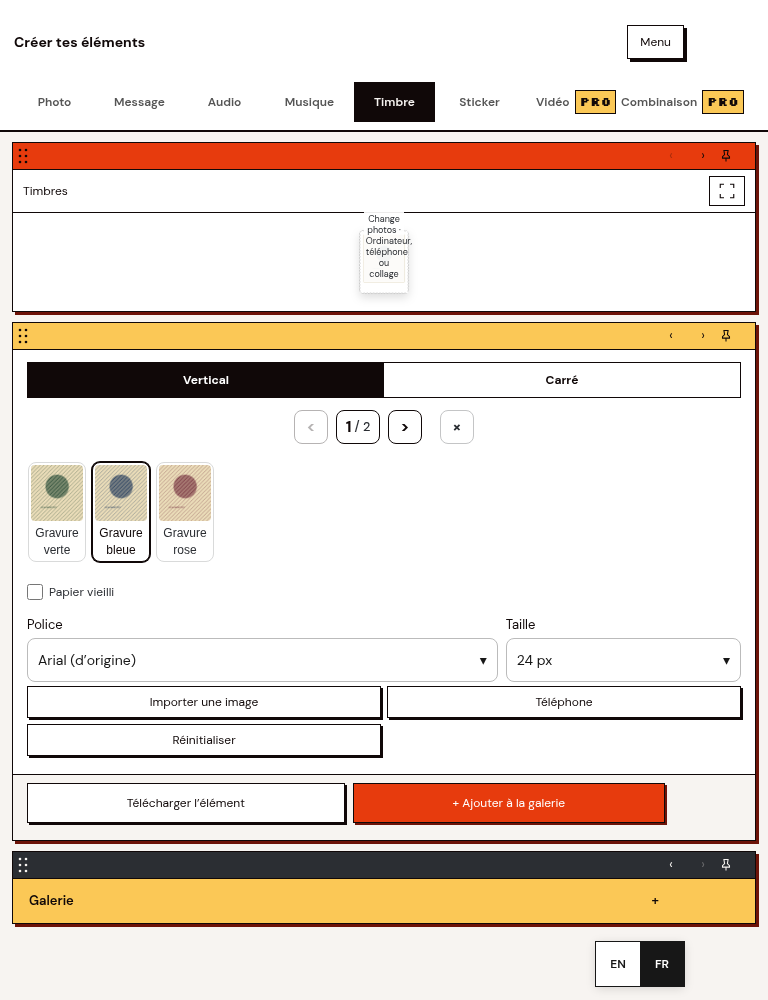 Créer tes éléments
Menu
Photo Message Audio Musique Timbre Sticker Vidéo PRO Combinaison PRO
Timbres
Change
photos -
Ordinateur,
téléphone
ou
collage
Vertical Carré
‹ 1 / 2 › ×
Gravure verte
Gravure bleue
Gravure rose
Papier vieilli
Police Taille
Arial (d’origine) ▾ 24 px ▾
Importer une image Téléphone
Réinitialiser
Télécharger l’élément + Ajouter à la galerie
Galerie +
EN FR